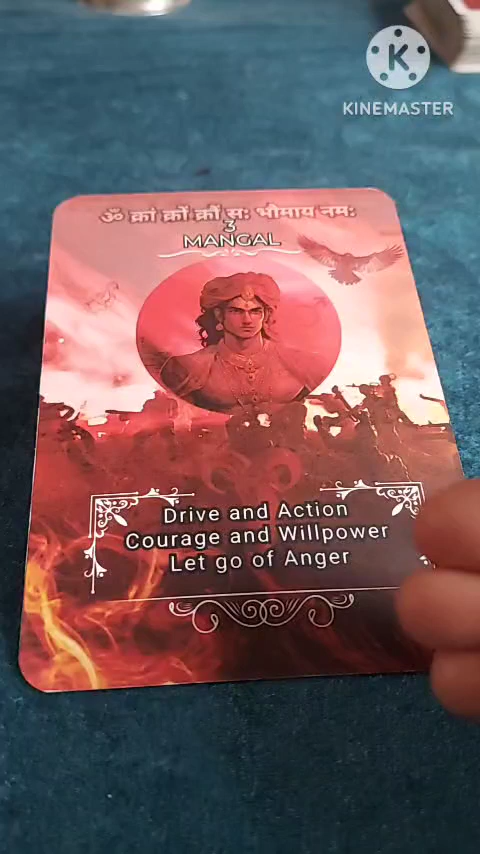 KINEMASTER
ॐ क्रां क्रीं क्रौं सः भौमाय नमः
3
MANGAL
Drive and Action
Courage and Willpower
Let go of Anger